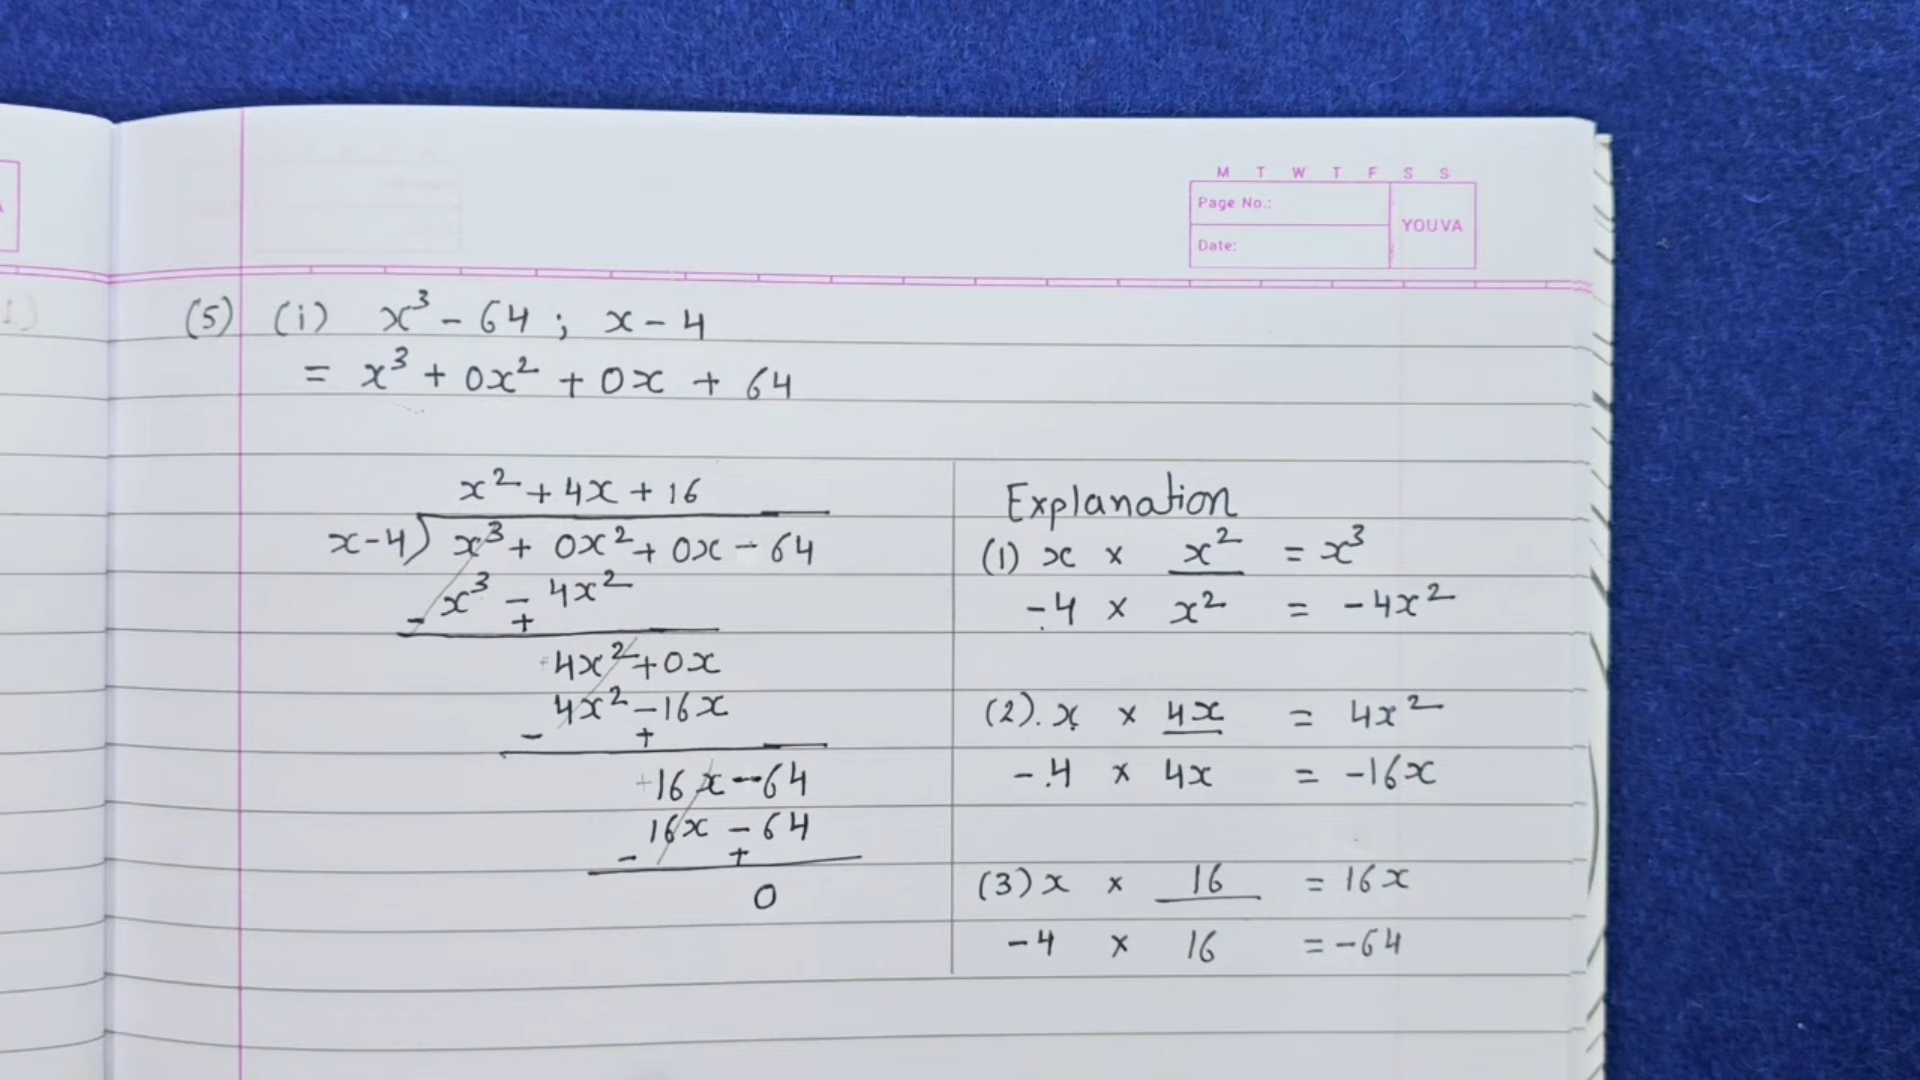 M T W T F S S
Page No.:
YOUVA
Date:
(5) (i) x³ - 64 ; x - 4
= x³ + 0x² + 0x + 64
x² + 4x + 16
x-4) x³ + 0x² + 0x - 64
x³ - 4x²
- +
+4x² + 0x
4x² - 16x
- +
+16x - 64
16x - 64
- +
0
Explanation
(1) x × x² = x³
-4 × x² = -4x²
(2). x × 4x = 4x²
-4 × 4x = -16x
(3) x × 16 = 16x
-4 × 16 = -64